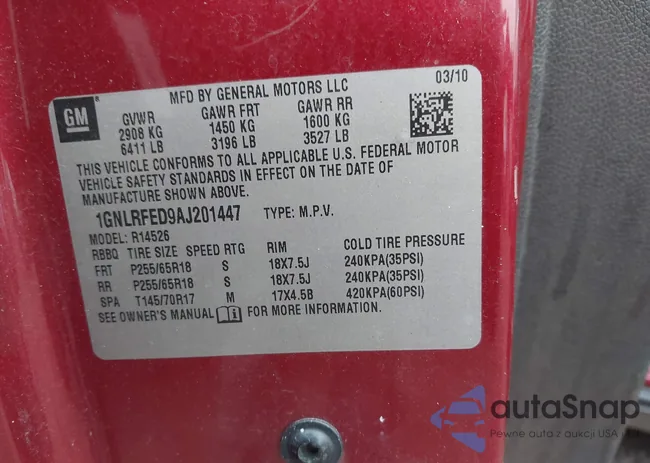 MFD BY GENERAL MOTORS LLC 03/10
GM
GVWR GAWR FRT GAWR RR
2908 KG 1450 KG 1600 KG
6411 LB 3196 LB 3527 LB
THIS VEHICLE CONFORMS TO ALL APPLICABLE U.S. FEDERAL MOTOR
VEHICLE SAFETY STANDARDS IN EFFECT ON THE DATE OF
MANUFACTURE SHOWN ABOVE.
1GNLRFED9AJ201447 TYPE: M.P.V.
MODEL: R14526
RBBQ TIRE SIZE SPEED RTG RIM COLD TIRE PRESSURE
FRT P255/65R18 S 18X7.5J 240KPA(35PSI)
RR P255/65R18 S 18X7.5J 240KPA(35PSI)
SPA T145/70R17 M 17X4.5B 420KPA(60PSI)
SEE OWNER'S MANUAL FOR MORE INFORMATION.
autaSnap
Pewne auta z aukcji USA i